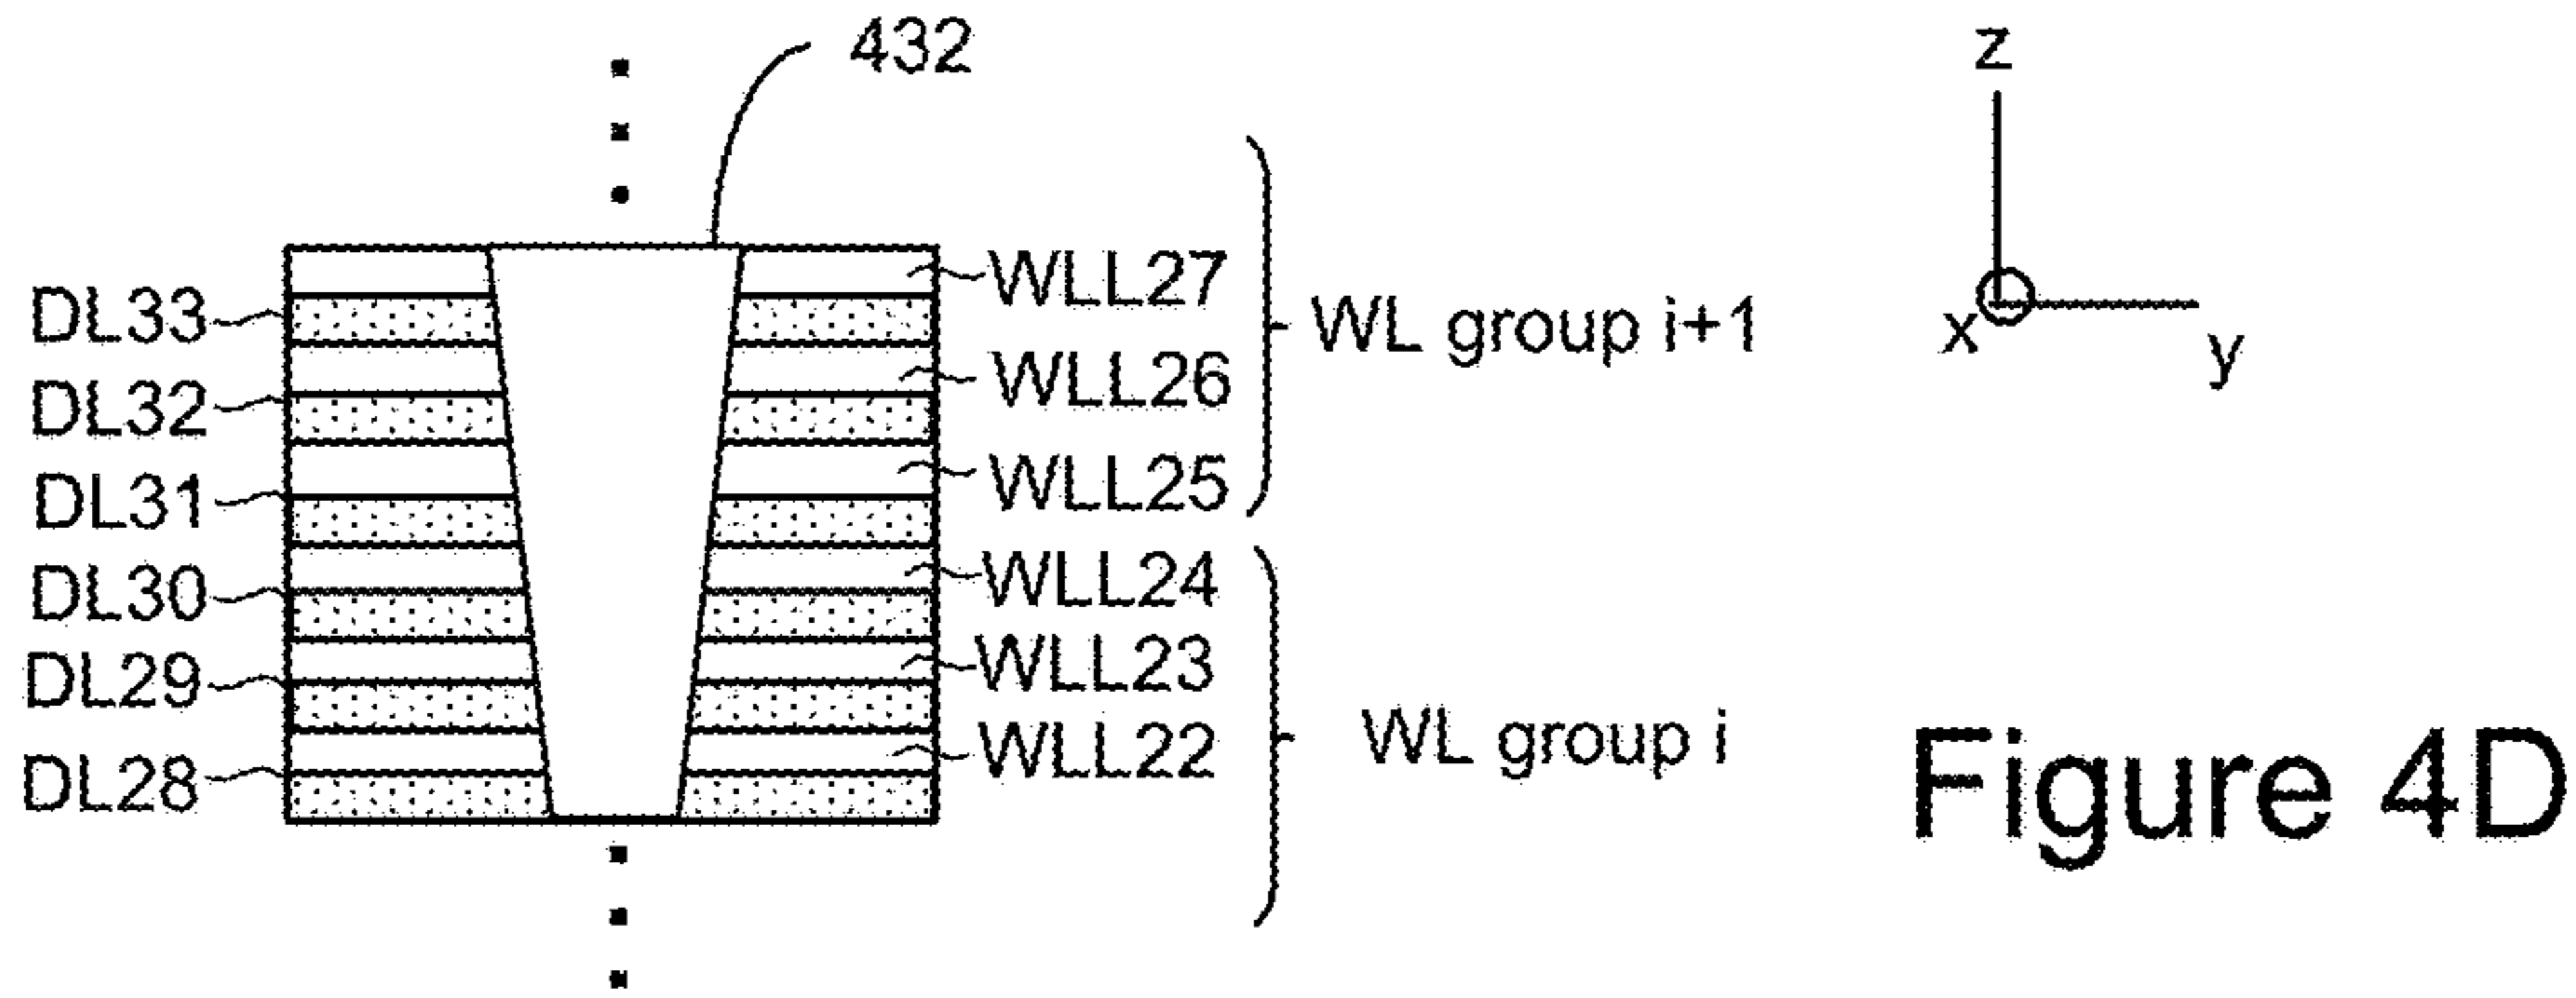 432
z
x
y
WLL27
DL33
WL group i+1
WLL26
DL32
WLL25
DL31
WLL24
DL30
WLL23
DL29
WLL22
WL group i
DL28
Figure 4D